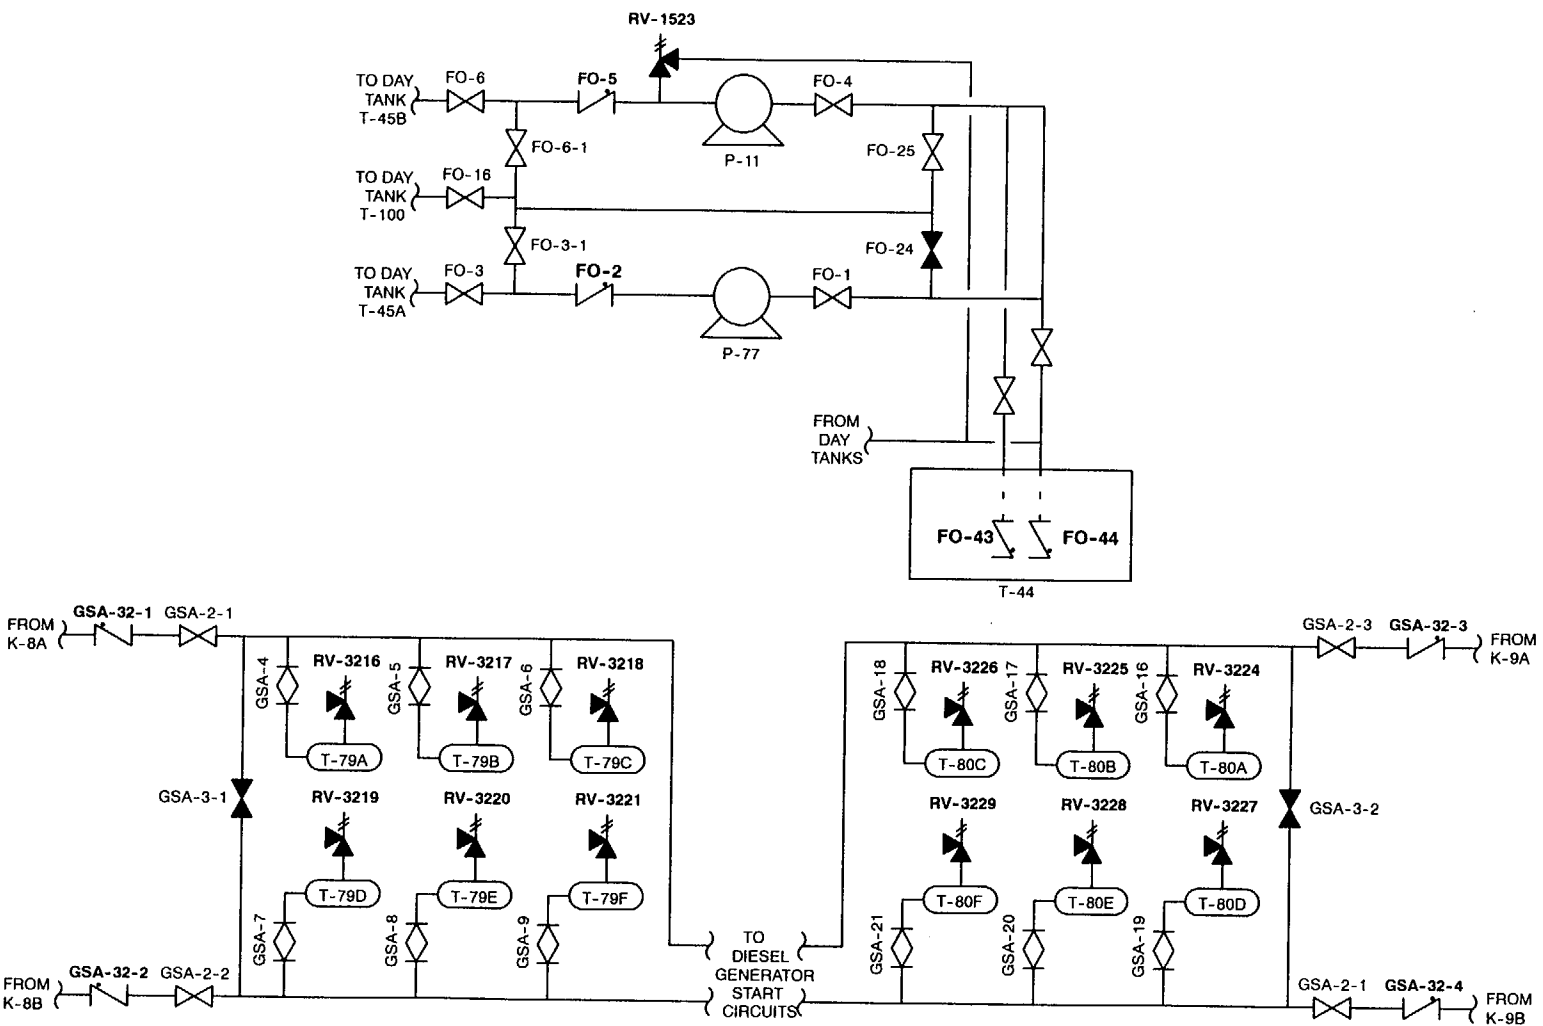 RV-1523
TO DAY
TANK
T-45B
FO-6
FO-5
FO-4
FO-6-1
P-11
FO-25
TO DAY
TANK
T-100
FO-16
FO-3-1
FO-24
TO DAY
TANK
T-45A
FO-3
FO-2
FO-1
P-77
FROM
DAY
TANKS
FO-43
FO-44
T-44
FROM
K-8A
GSA-32-1
GSA-2-1
GSA-4
RV-3216
GSA-5
RV-3217
GSA-6
RV-3218
T-79A
T-79B
T-79C
GSA-3-1
RV-3219
RV-3220
RV-3221
T-79D
T-79E
T-79F
GSA-7
GSA-8
GSA-9
FROM
K-8B
GSA-32-2
GSA-2-2
TO
DIESEL
GENERATOR
START
CIRCUITS
GSA-2-3
GSA-32-3
FROM
K-9A
GSA-18
RV-3226
GSA-17
RV-3225
GSA-16
RV-3224
T-80C
T-80B
T-80A
RV-3229
RV-3228
RV-3227
GSA-3-2
T-80F
T-80E
T-80D
GSA-21
GSA-20
GSA-19
GSA-2-1
GSA-32-4
FROM
K-9B